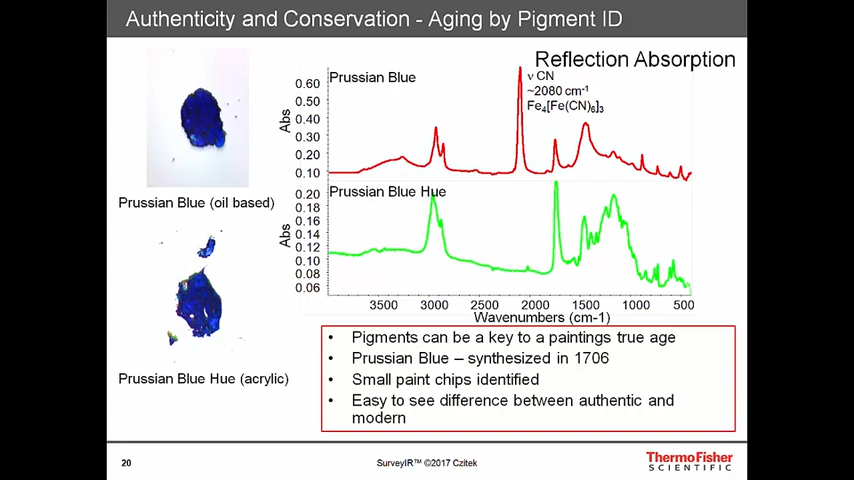 Authenticity and Conservation - Aging by Pigment ID
Reflection Absorption
Prussian Blue
ν CN
~2080 cm-1
Fe4[Fe(CN)6]3
Abs
0.60
0.50
0.40
0.30
0.20
0.10
Prussian Blue (oil based)
Prussian Blue Hue
Abs
0.20
0.18
0.16
0.14
0.12
0.10
0.08
0.06
3500 3000 2500 2000 1500 1000 500
Wavenumbers (cm-1)
Prussian Blue Hue (acrylic)
• Pigments can be a key to a paintings true age
• Prussian Blue – synthesized in 1706
• Small paint chips identified
• Easy to see difference between authentic and
modern
20
SurveyIR™ ©2017 Czitek
ThermoFisher
SCIENTIFIC